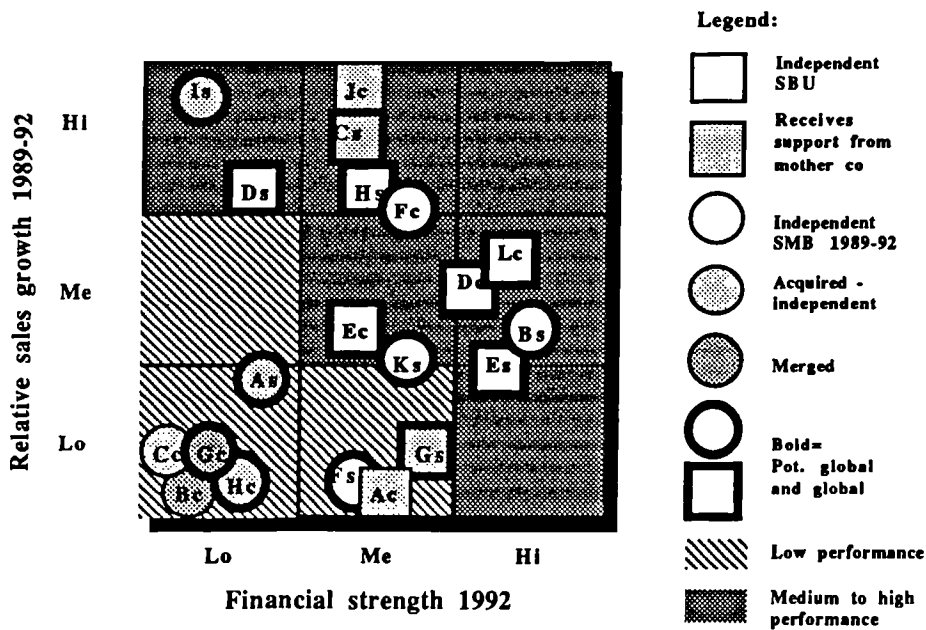 Legend:
Independent
SBU
Receives
support from
mother co
Independent
SMB 1989-92
Acquired -
independent
Merged
Bold=
Pot. global
and global
Low performance
Medium to high
performance
Relative sales growth 1989-92
Hi
Me
Lo
Is
Jc
Cs
Ds
Hs
Fc
Lc
Dc
Ec
Bs
Ks
Es
As
Cc
Gc
Gs
Bc
Hc
Fs
Ac
Lo
Me
Hi
Financial strength 1992